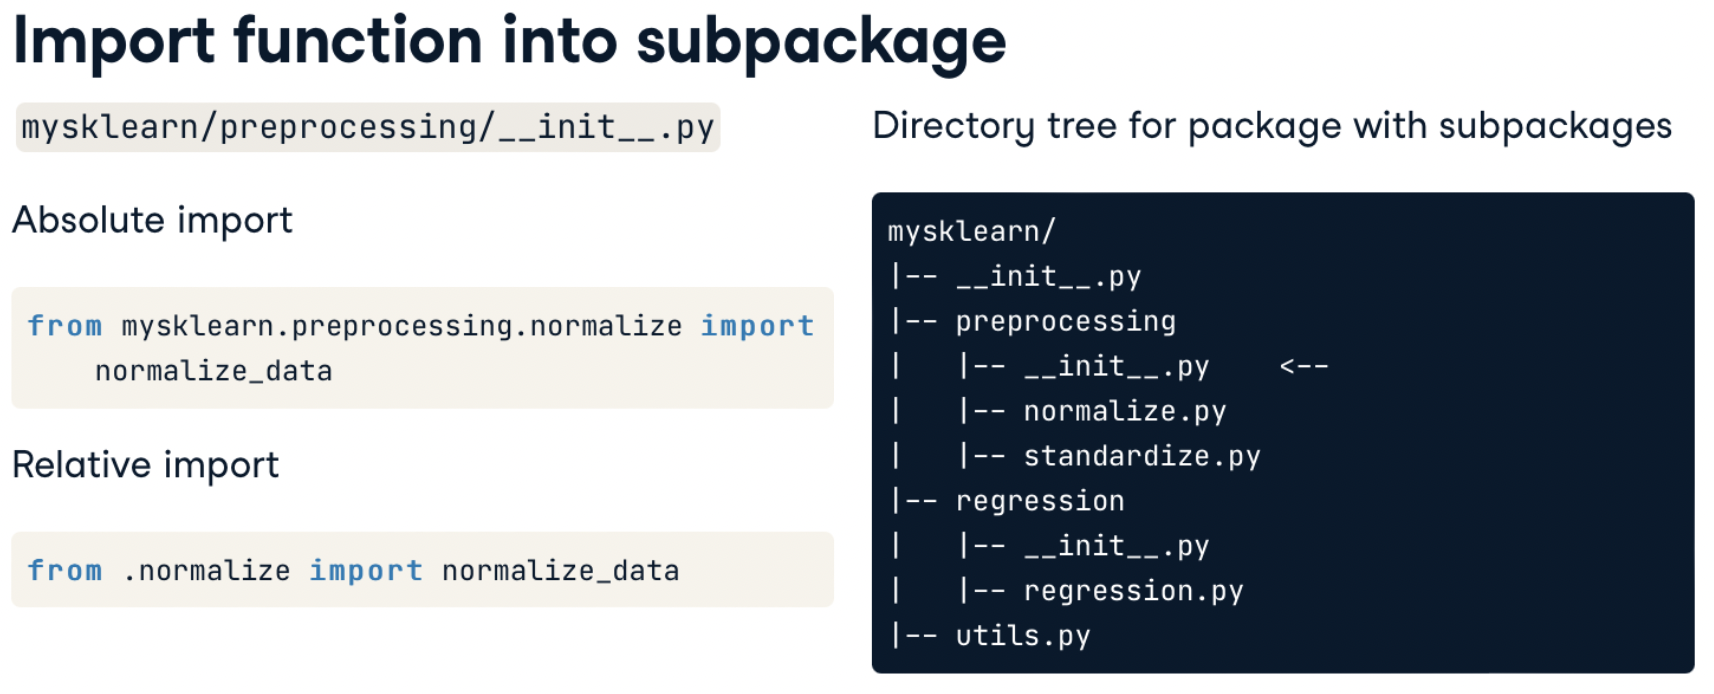 Import function into subpackage
mysklearn/preprocessing/__init__.py
Absolute import
from mysklearn.preprocessing.normalize import
    normalize_data
Relative import
from .normalize import normalize_data
Directory tree for package with subpackages
mysklearn/
|-- __init__.py
|-- preprocessing
|   |-- __init__.py    <--
|   |-- normalize.py
|   |-- standardize.py
|-- regression
|   |-- __init__.py
|   |-- regression.py
|-- utils.py